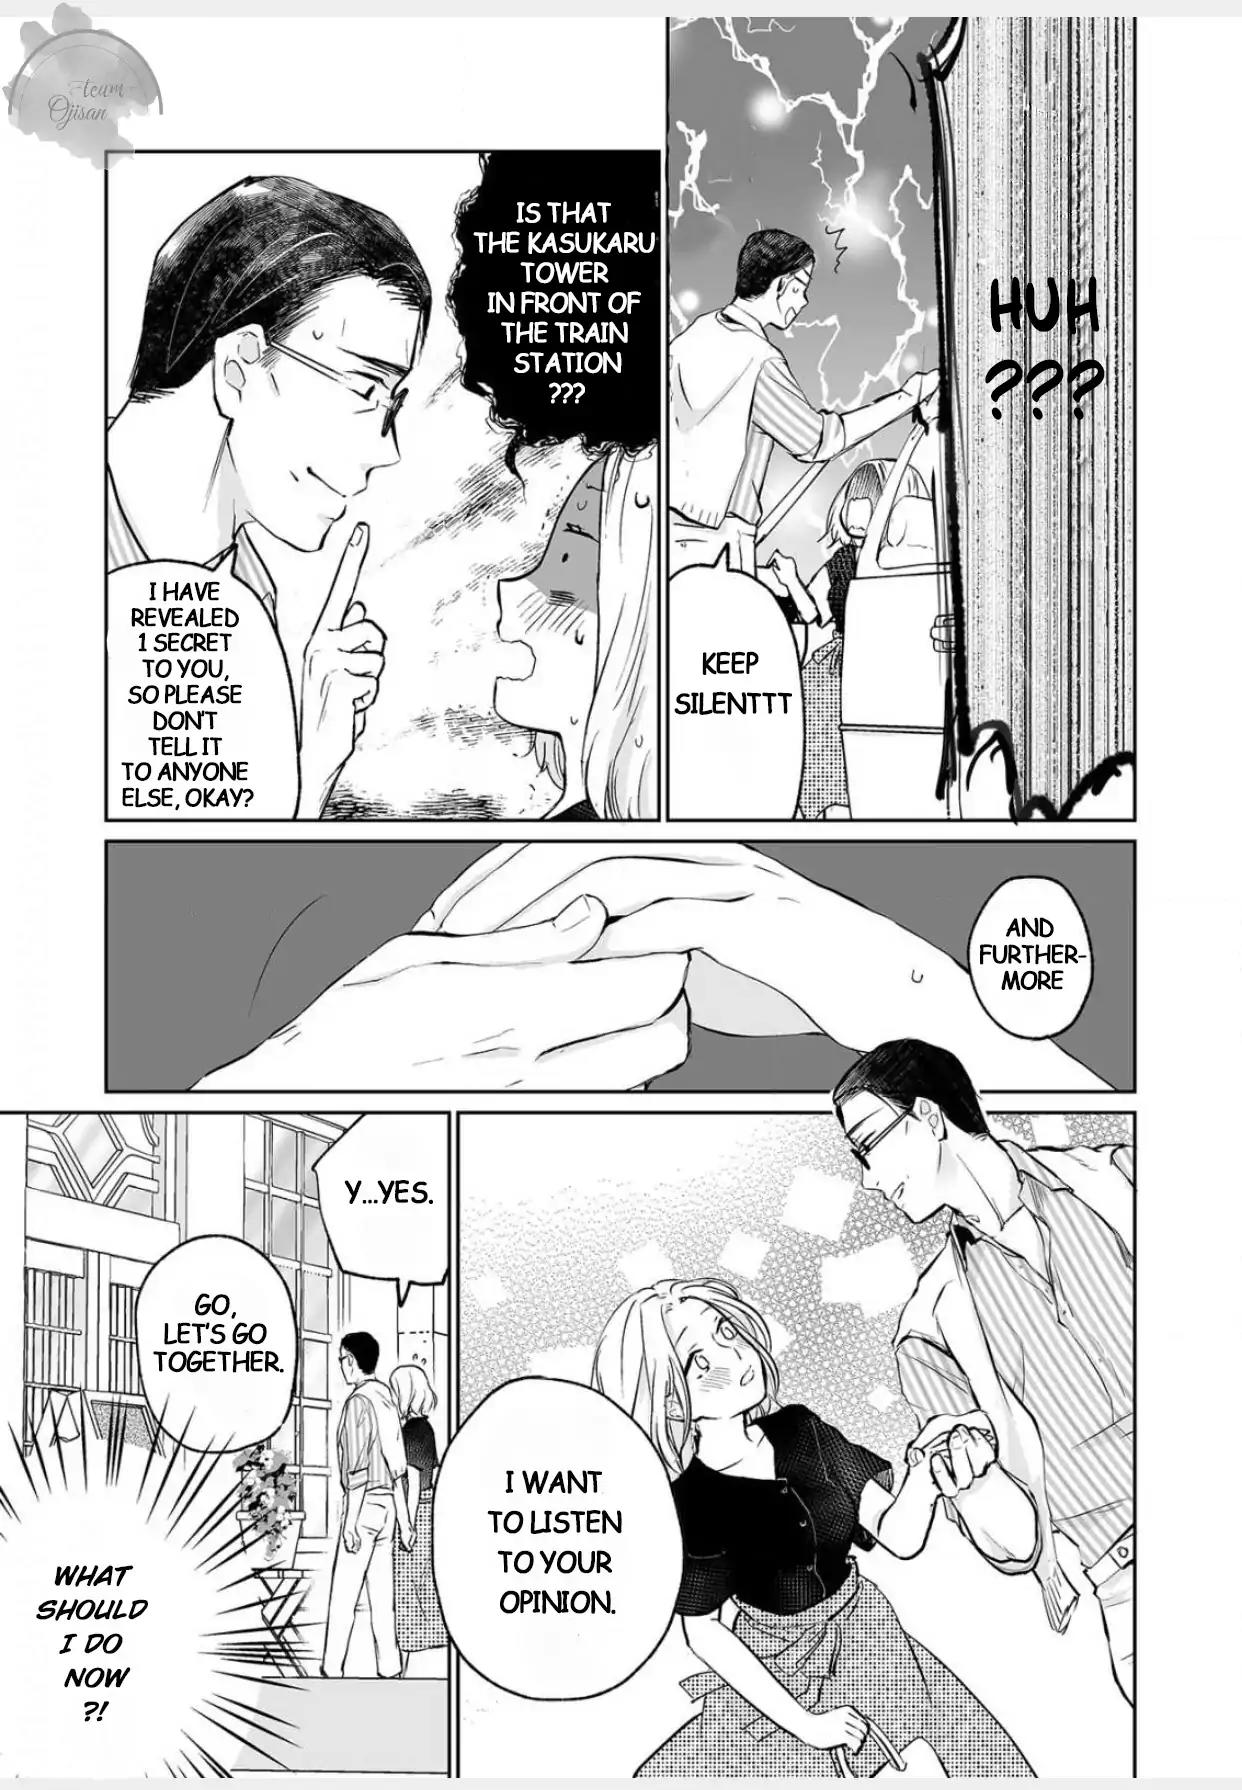 team
Ojisan
HUH
???
KEEP
SILENTTT
IS THAT
THE KASUKARU
TOWER
IN FRONT OF
THE TRAIN
STATION
???
I HAVE
REVEALED
1 SECRET
TO YOU,
SO PLEASE
DON'T
TELL IT
TO ANYONE
ELSE, OKAY?
AND
FURTHER-
MORE
I WANT
TO LISTEN
TO YOUR
OPINION.
Y...YES.
GO,
LET'S GO
TOGETHER.
WHAT
SHOULD
I DO
NOW
?!